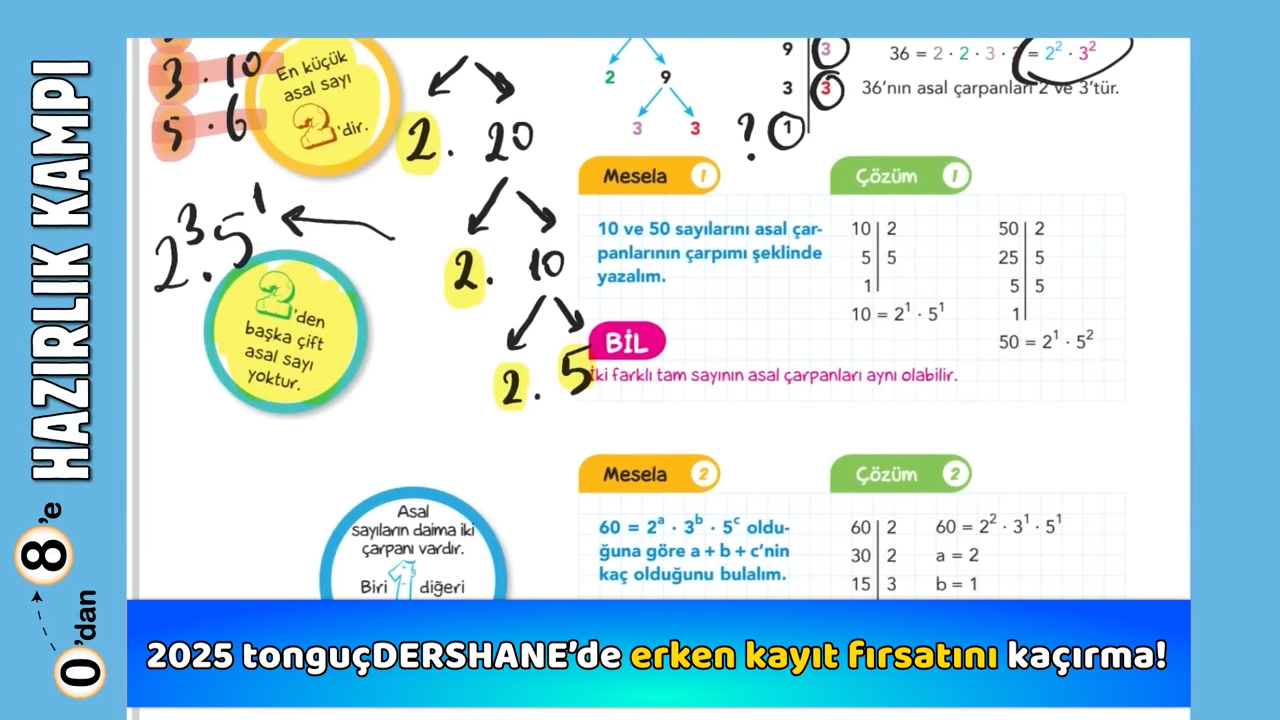 0'dan 8'e HAZIRLIK KAMPI
3 . 10
5 . 6
En küçük
asal sayı
2'dir.
2 . 20
2 . 10
2 . 5
2³ . 5¹
2'den
başka çift
asal sayı
yoktur.
Asal
sayıların daima iki
çarpanı vardır.
Biri 1 diğeri
2 9
3 3
9 | 3
3 | 3
? 1
36 = 2 · 2 · 3 · = 2² · 3²
36'nın asal çarpanları 2 ve 3'tür.
Mesela 1
10 ve 50 sayılarını asal çar-
panlarının çarpımı şeklinde
yazalım.
Çözüm 1
10 | 2
5 | 5
1
10 = 2¹ · 5¹
50 | 2
25 | 5
5 | 5
1
50 = 2¹ · 5²
BİL
İki farklı tam sayının asal çarpanları aynı olabilir.
Mesela 2
60 = 2ᵃ · 3ᵇ · 5ᶜ oldu-
ğuna göre a + b + c'nin
kaç olduğunu bulalım.
Çözüm 2
60 | 2
30 | 2
15 | 3
60 = 2² · 3¹ · 5¹
a = 2
b = 1
2025 tonguçDERSHANE'de erken kayıt fırsatını kaçırma!